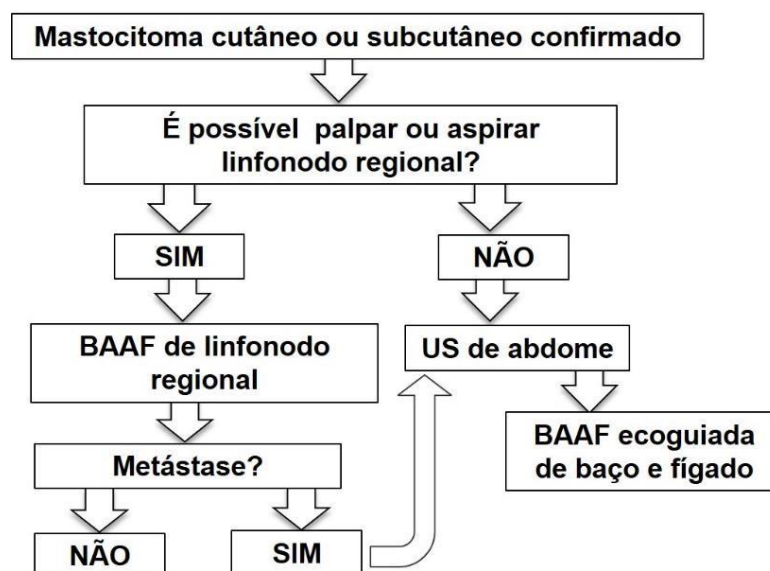 Mastocitoma cutâneo ou subcutâneo confirmado
É possível palpar ou aspirar
linfonodo regional?
SIM
NÃO
BAAF de linfonodo
regional
US de abdome
BAAF ecoguiada
de baço e fígado
Metástase?
NÃO
SIM